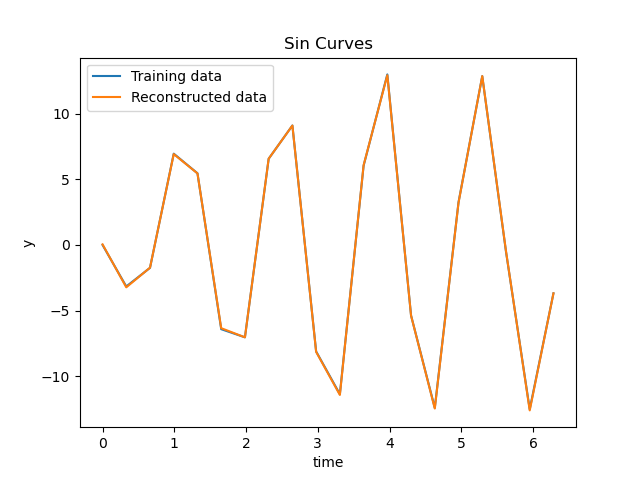 Sin Curves
Training data
Reconstructed data
10
5
0
−5
−10
y
0 1 2 3 4 5 6
time